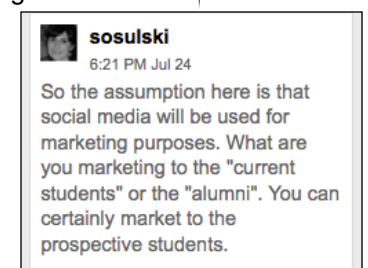 sosulski
6:21 PM Jul 24
So the assumption here is that
social media will be used for
marketing purposes. What are
you marketing to the "current
students" or the "alumni". You can
certainly market to the
prospective students.